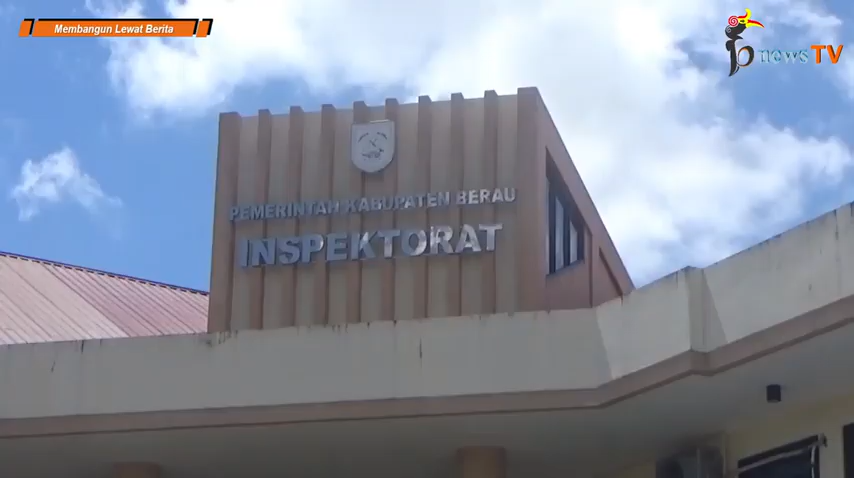 Membangun Lewat Berita
newsTV
PEMERINTAH KABUPATEN BERAU
INSPEKTORAT